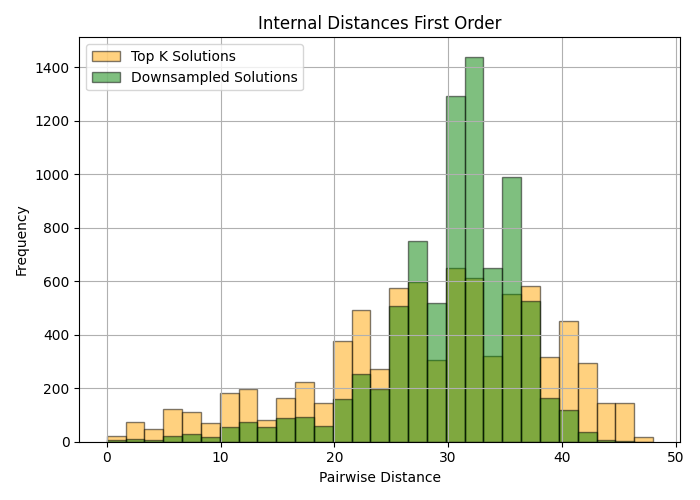 Internal Distances First Order
Top K Solutions
Downsampled Solutions
Frequency
1400
1200
1000
800
600
400
200
0
0 10 20 30 40 50
Pairwise Distance